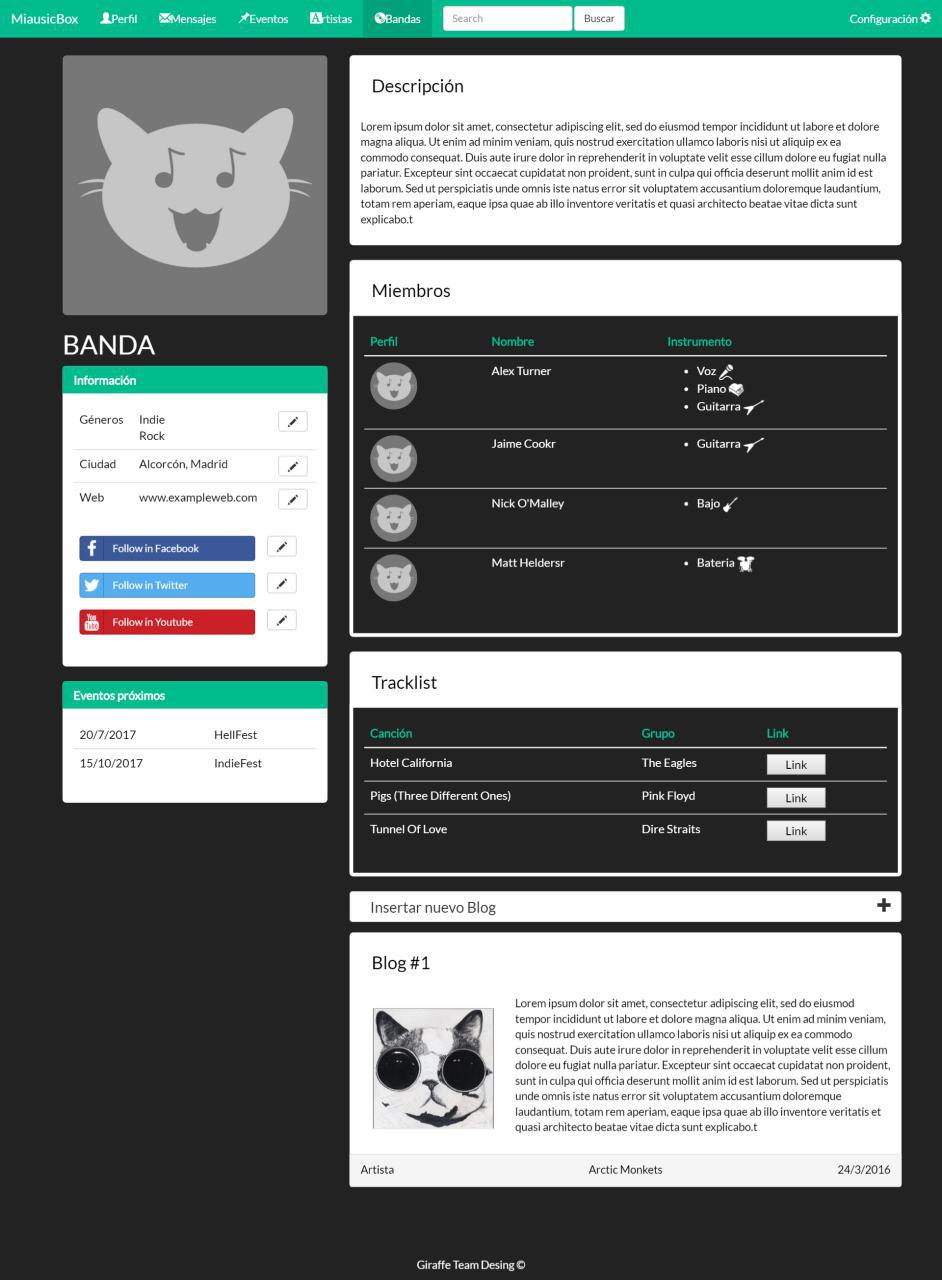 MiausicBox Perfil Mensajes Eventos Artistas Bandas Search Buscar Configuración
BANDA
Información
Géneros Indie
Rock
Ciudad Alcorcón, Madrid
Web www.exampleweb.com
Follow in Facebook
Follow in Twitter
You Tube Follow in Youtube
Eventos próximos
20/7/2017 HellFest
15/10/2017 IndieFest
Descripción
Lorem ipsum dolor sit amet, consectetur adipiscing elit, sed do eiusmod tempor incididunt ut labore et dolore
magna aliqua. Ut enim ad minim veniam, quis nostrud exercitation ullamco laboris nisi ut aliquip ex ea
commodo consequat. Duis aute irure dolor in reprehenderit in voluptate velit esse cillum dolore eu fugiat nulla
pariatur. Excepteur sint occaecat cupidatat non proident, sunt in culpa qui officia deserunt mollit anim id est
laborum. Sed ut perspiciatis unde omnis iste natus error sit voluptatem accusantium doloremque laudantium,
totam rem aperiam, eaque ipsa quae ab illo inventore veritatis et quasi architecto beatae vitae dicta sunt
explicabo.t
Miembros
Perfil Nombre Instrumento
Alex Turner • Voz
• Piano
• Guitarra
Jaime Cookr • Guitarra
Nick O'Malley • Bajo
Matt Heldersr • Bateria
Tracklist
Canción Grupo Link
Hotel California The Eagles Link
Pigs (Three Different Ones) Pink Floyd Link
Tunnel Of Love Dire Straits Link
Insertar nuevo Blog
Blog #1
Lorem ipsum dolor sit amet, consectetur adipiscing elit, sed do eiusmod
tempor incididunt ut labore et dolore magna aliqua. Ut enim ad minim veniam,
quis nostrud exercitation ullamco laboris nisi ut aliquip ex ea commodo
consequat. Duis aute irure dolor in reprehenderit in voluptate velit esse cillum
dolore eu fugiat nulla pariatur. Excepteur sint occaecat cupidatat non proident,
sunt in culpa qui officia deserunt mollit anim id est laborum. Sed ut perspiciatis
unde omnis iste natus error sit voluptatem accusantium doloremque
laudantium, totam rem aperiam, eaque ipsa quae ab illo inventore veritatis et
quasi architecto beatae vitae dicta sunt explicabo.t
Artista Arctic Monkets 24/3/2016
Giraffe Team Desing ©